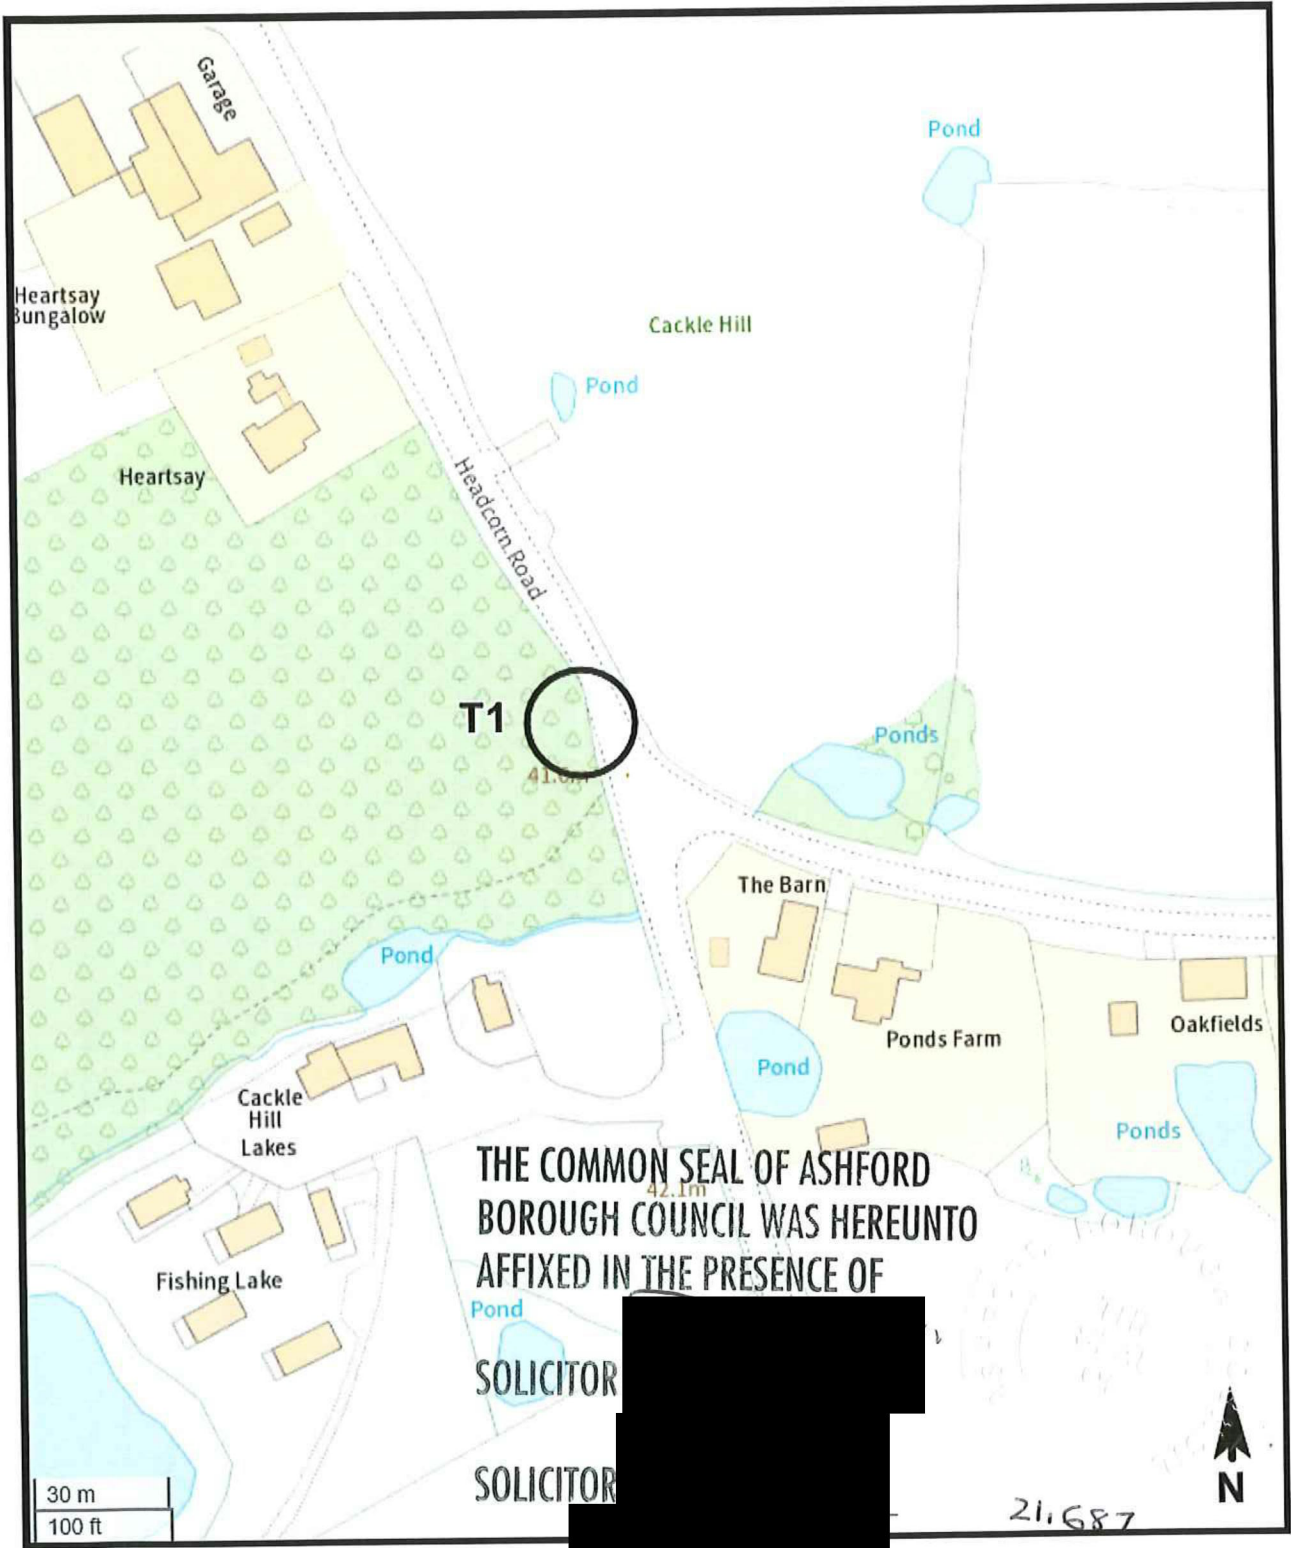 Garage
Pond
Heartsay
Bungalow
Cackle Hill
Pond
Heartsay
Headcorn Road
T1
Ponds
The Barn
Pond
Ponds Farm
Oakfields
Pond
Cackle
Hill
Lakes
Ponds
THE COMMON SEAL OF ASHFORD
42.1m
BOROUGH COUNCIL WAS HEREUNTO
AFFIXED IN THE PRESENCE OF
Fishing Lake
Pond
SOLICITOR
SOLICITOR
30 m
100 ft
N
21.687